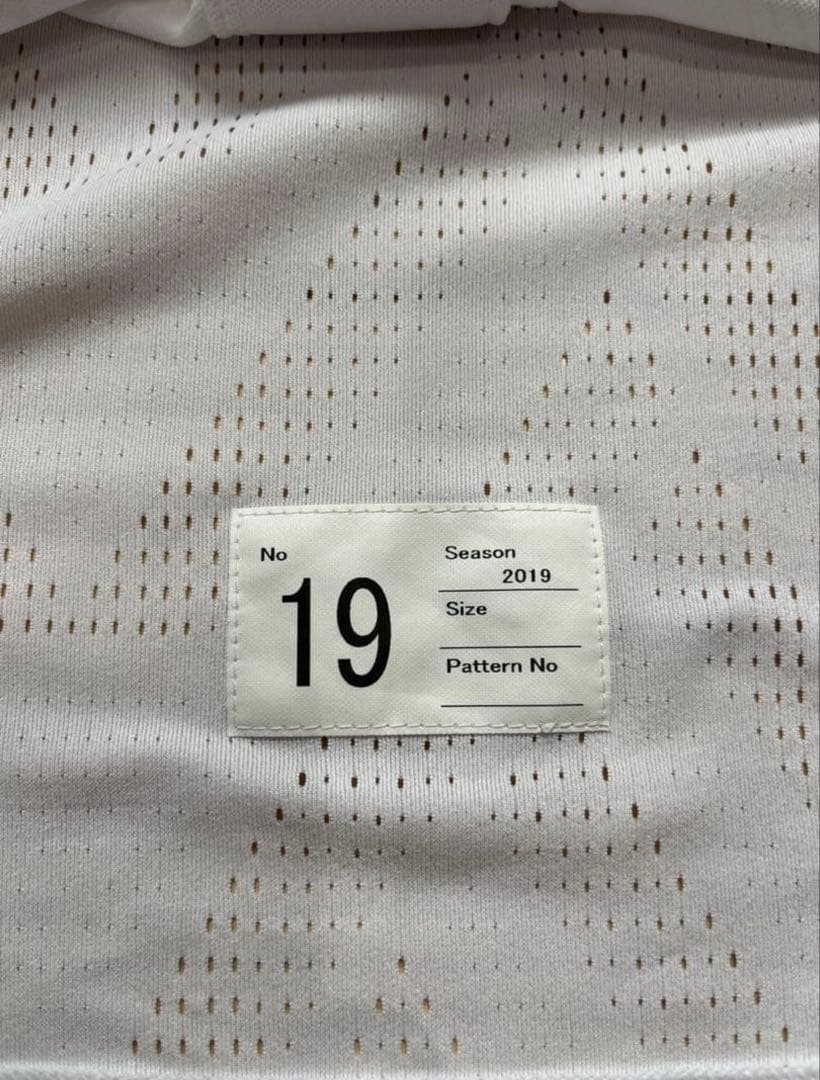 No
19
Season
2019
Size
Pattern No